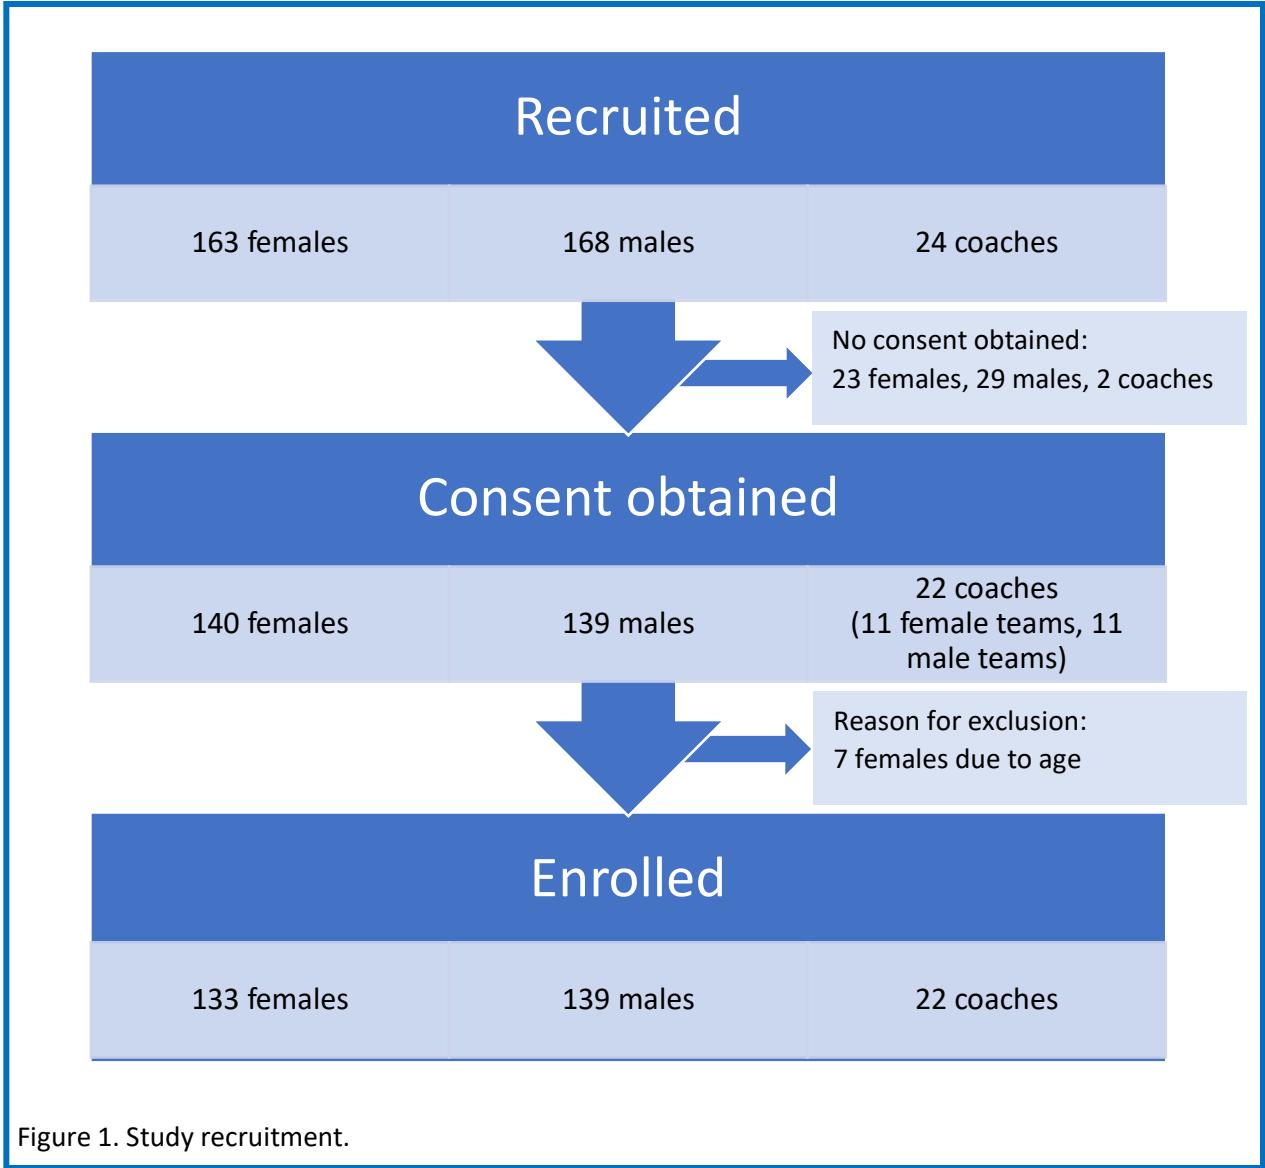 Recruited
163 females
168 males
24 coaches
No consent obtained:
23 females, 29 males, 2 coaches
Consent obtained
140 females
139 males
22 coaches
(11 female teams, 11
male teams)
Reason for exclusion:
7 females due to age
Enrolled
133 females
139 males
22 coaches
Figure 1. Study recruitment.